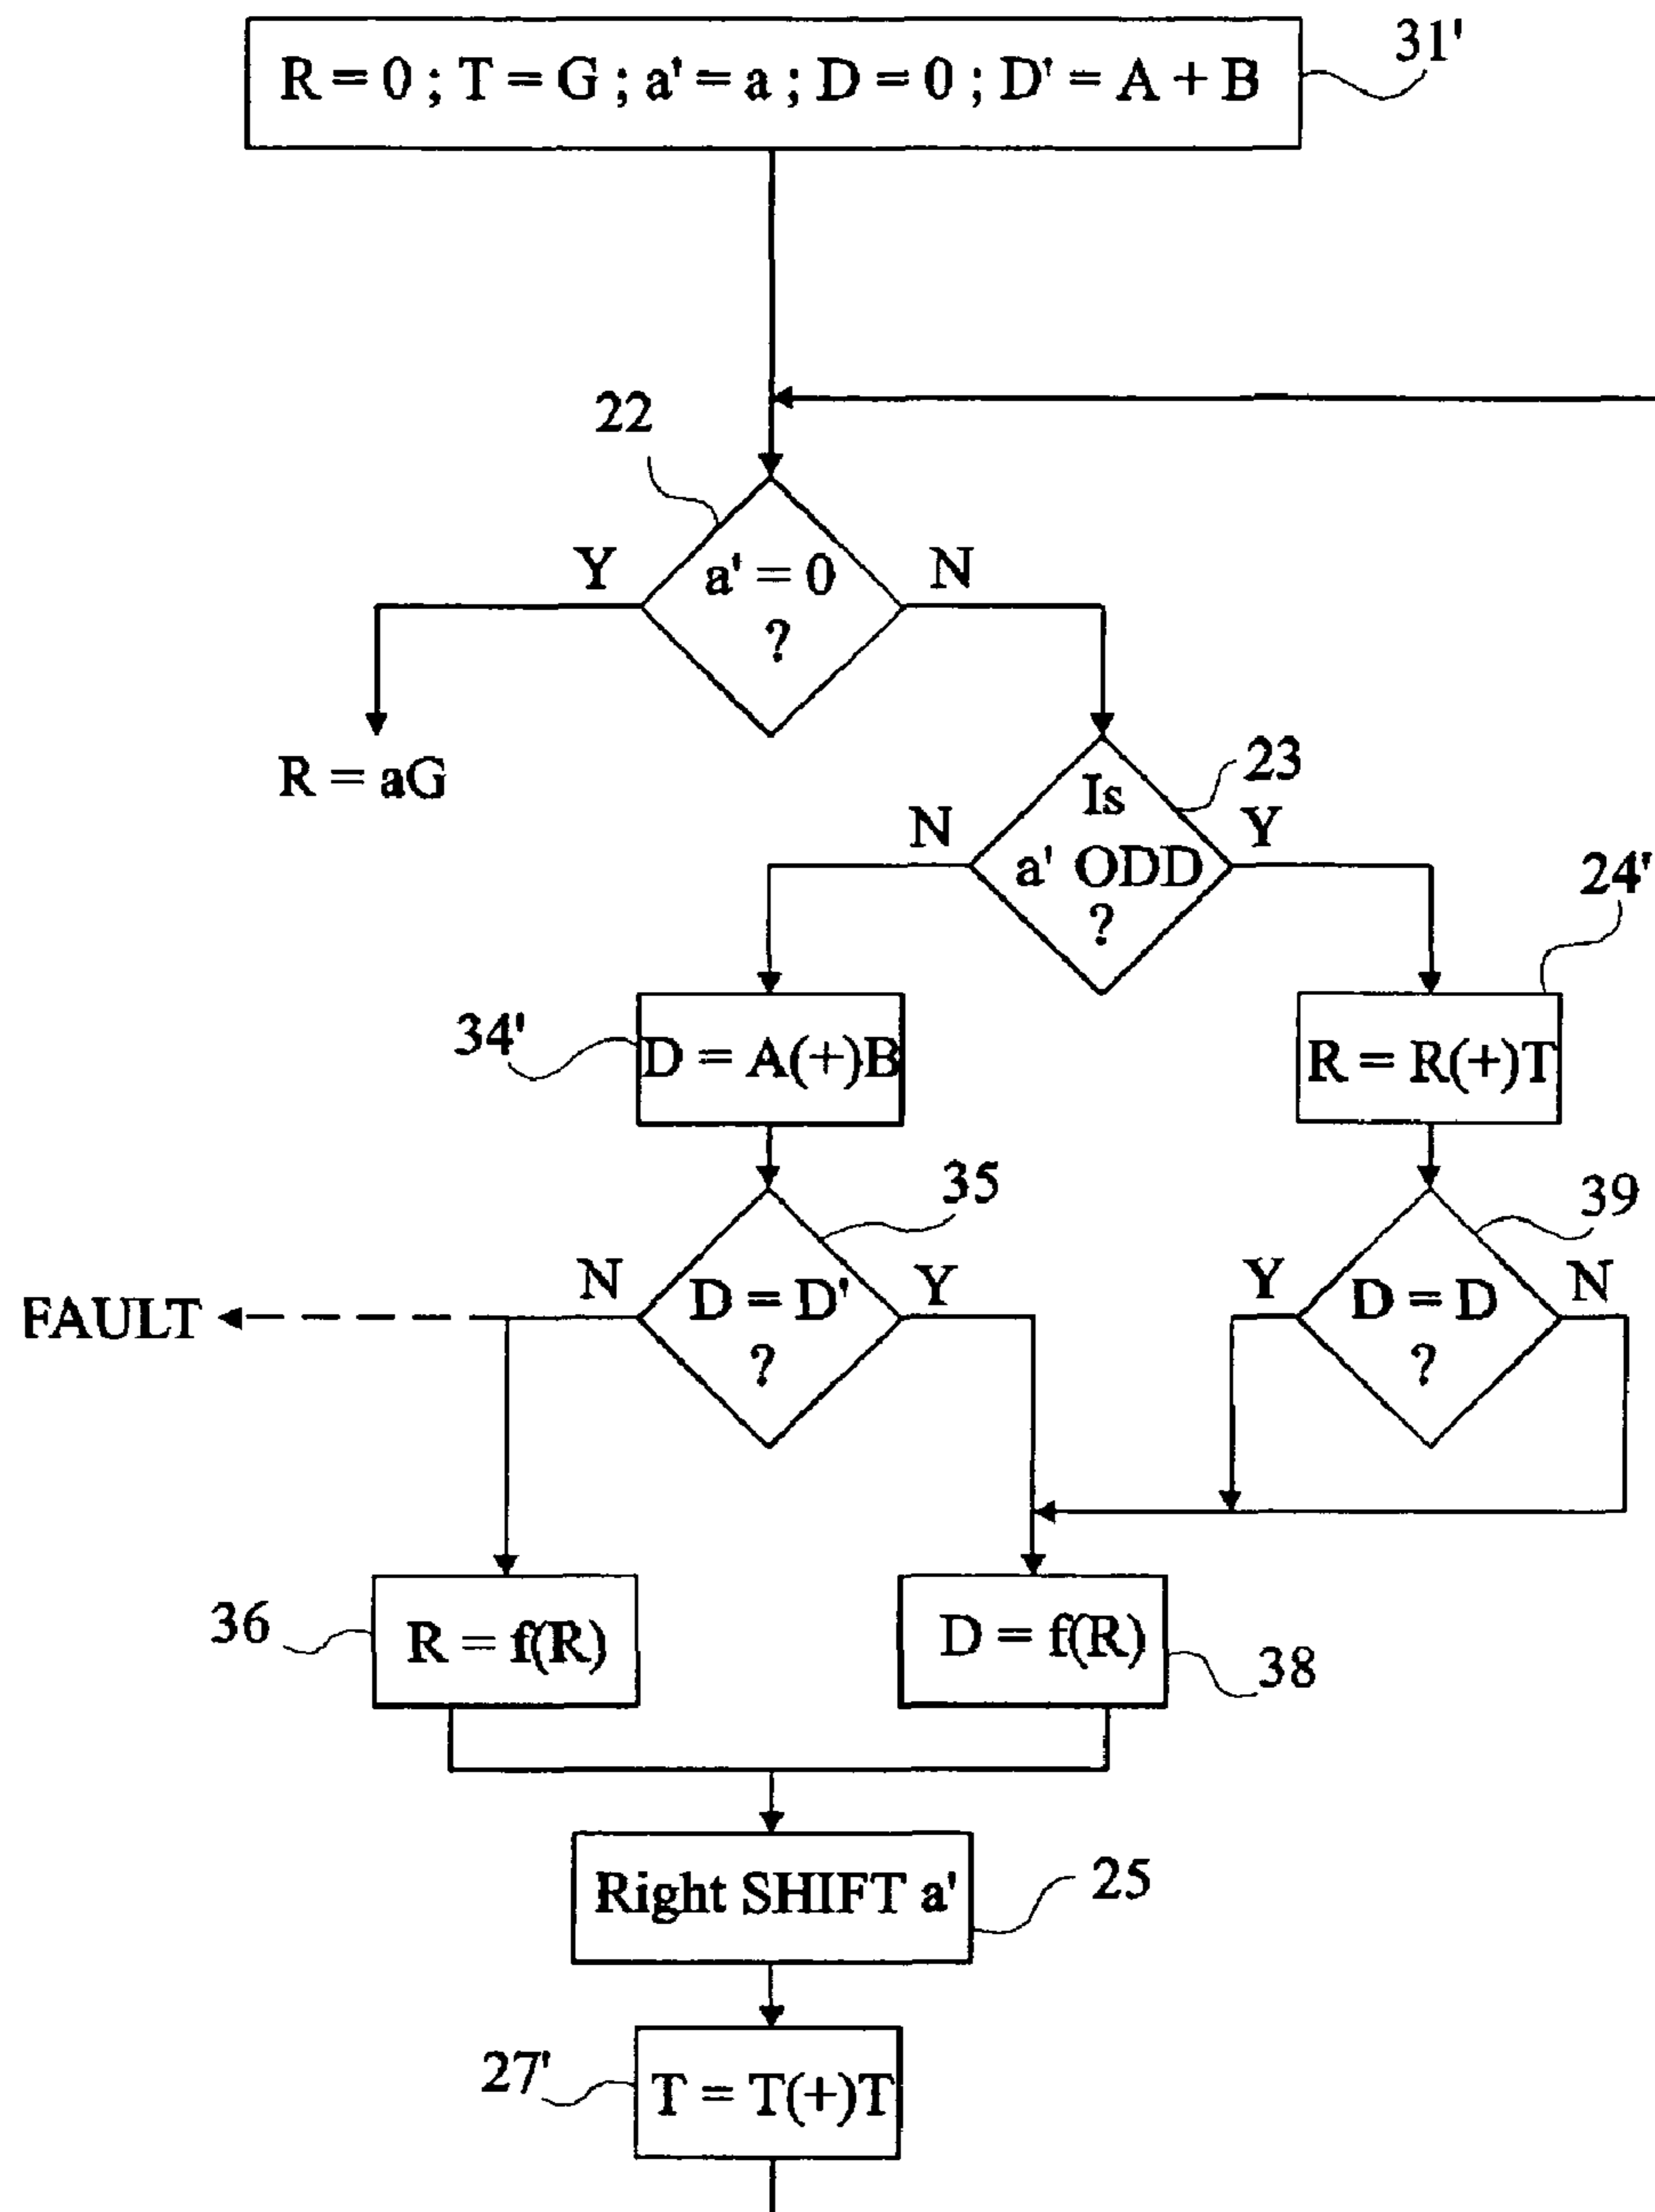 31'
R = 0 ; T = G ; a' = a ; D = 0 ; D' = A + B
22
Y
a' = 0
?
N
R = aG
23
N
Is
a' ODD
?
Y
24'
34'
D = A(+)B
R = R(+)T
35
39
FAULT
N
D = D'
?
Y
Y
D = D
?
N
36
R = f(R)
D = f(R)
38
Right SHIFT a'
25
27'
T = T(+)T